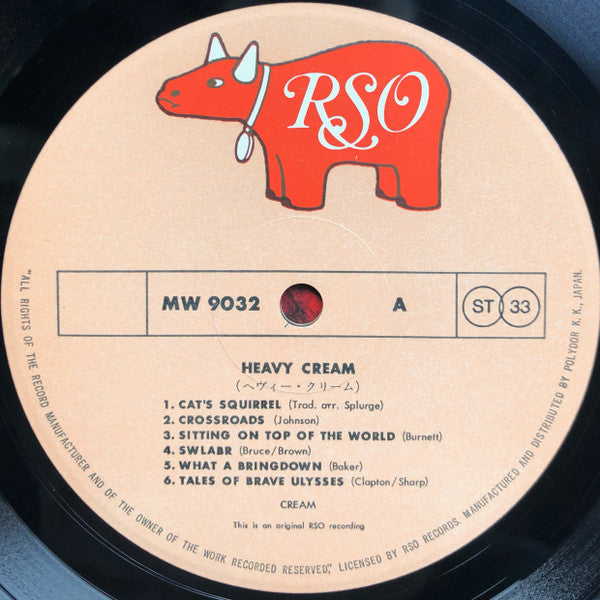 RSO
MW 9032 A ST 33
HEAVY CREAM
(ヘヴィー・クリーム)
1. CAT'S SQUIRREL (Trad. arr. Splurge)
2. CROSSROADS (Johnson)
3. SITTING ON TOP OF THE WORLD (Burnett)
4. SWLABR (Bruce/Brown)
5. WHAT A BRINGDOWN (Baker)
6. TALES OF BRAVE ULYSSES (Clapton/Sharp)
CREAM
This is an original RSO recording
"ALL RIGHTS OF THE RECORD MANUFACTURER AND OF THE OWNER OF THE WORK RECORDED RESERVED," LICENSED BY RSO RECORDS. MANUFACTURED AND DISTRIBUTED BY POLYDOR K. K., JAPAN.